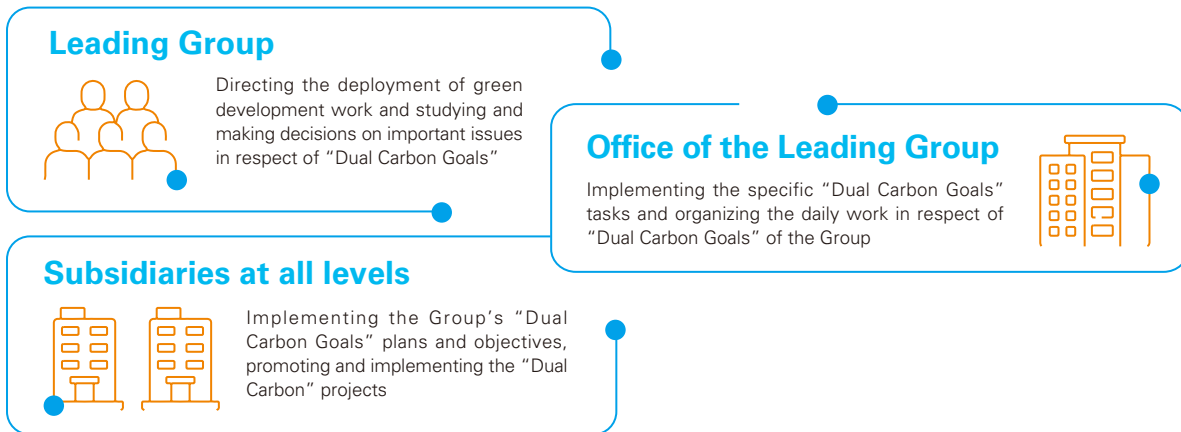 Leading Group
Directing the deployment of green
development work and studying and
making decisions on important issues
in respect of “Dual Carbon Goals”
Office of the Leading Group
Implementing the specific “Dual Carbon Goals”
tasks and organizing the daily work in respect of
“Dual Carbon Goals” of the Group
Subsidiaries at all levels
Implementing the Group’s “Dual
Carbon Goals” plans and objectives,
promoting and implementing the “Dual
Carbon” projects